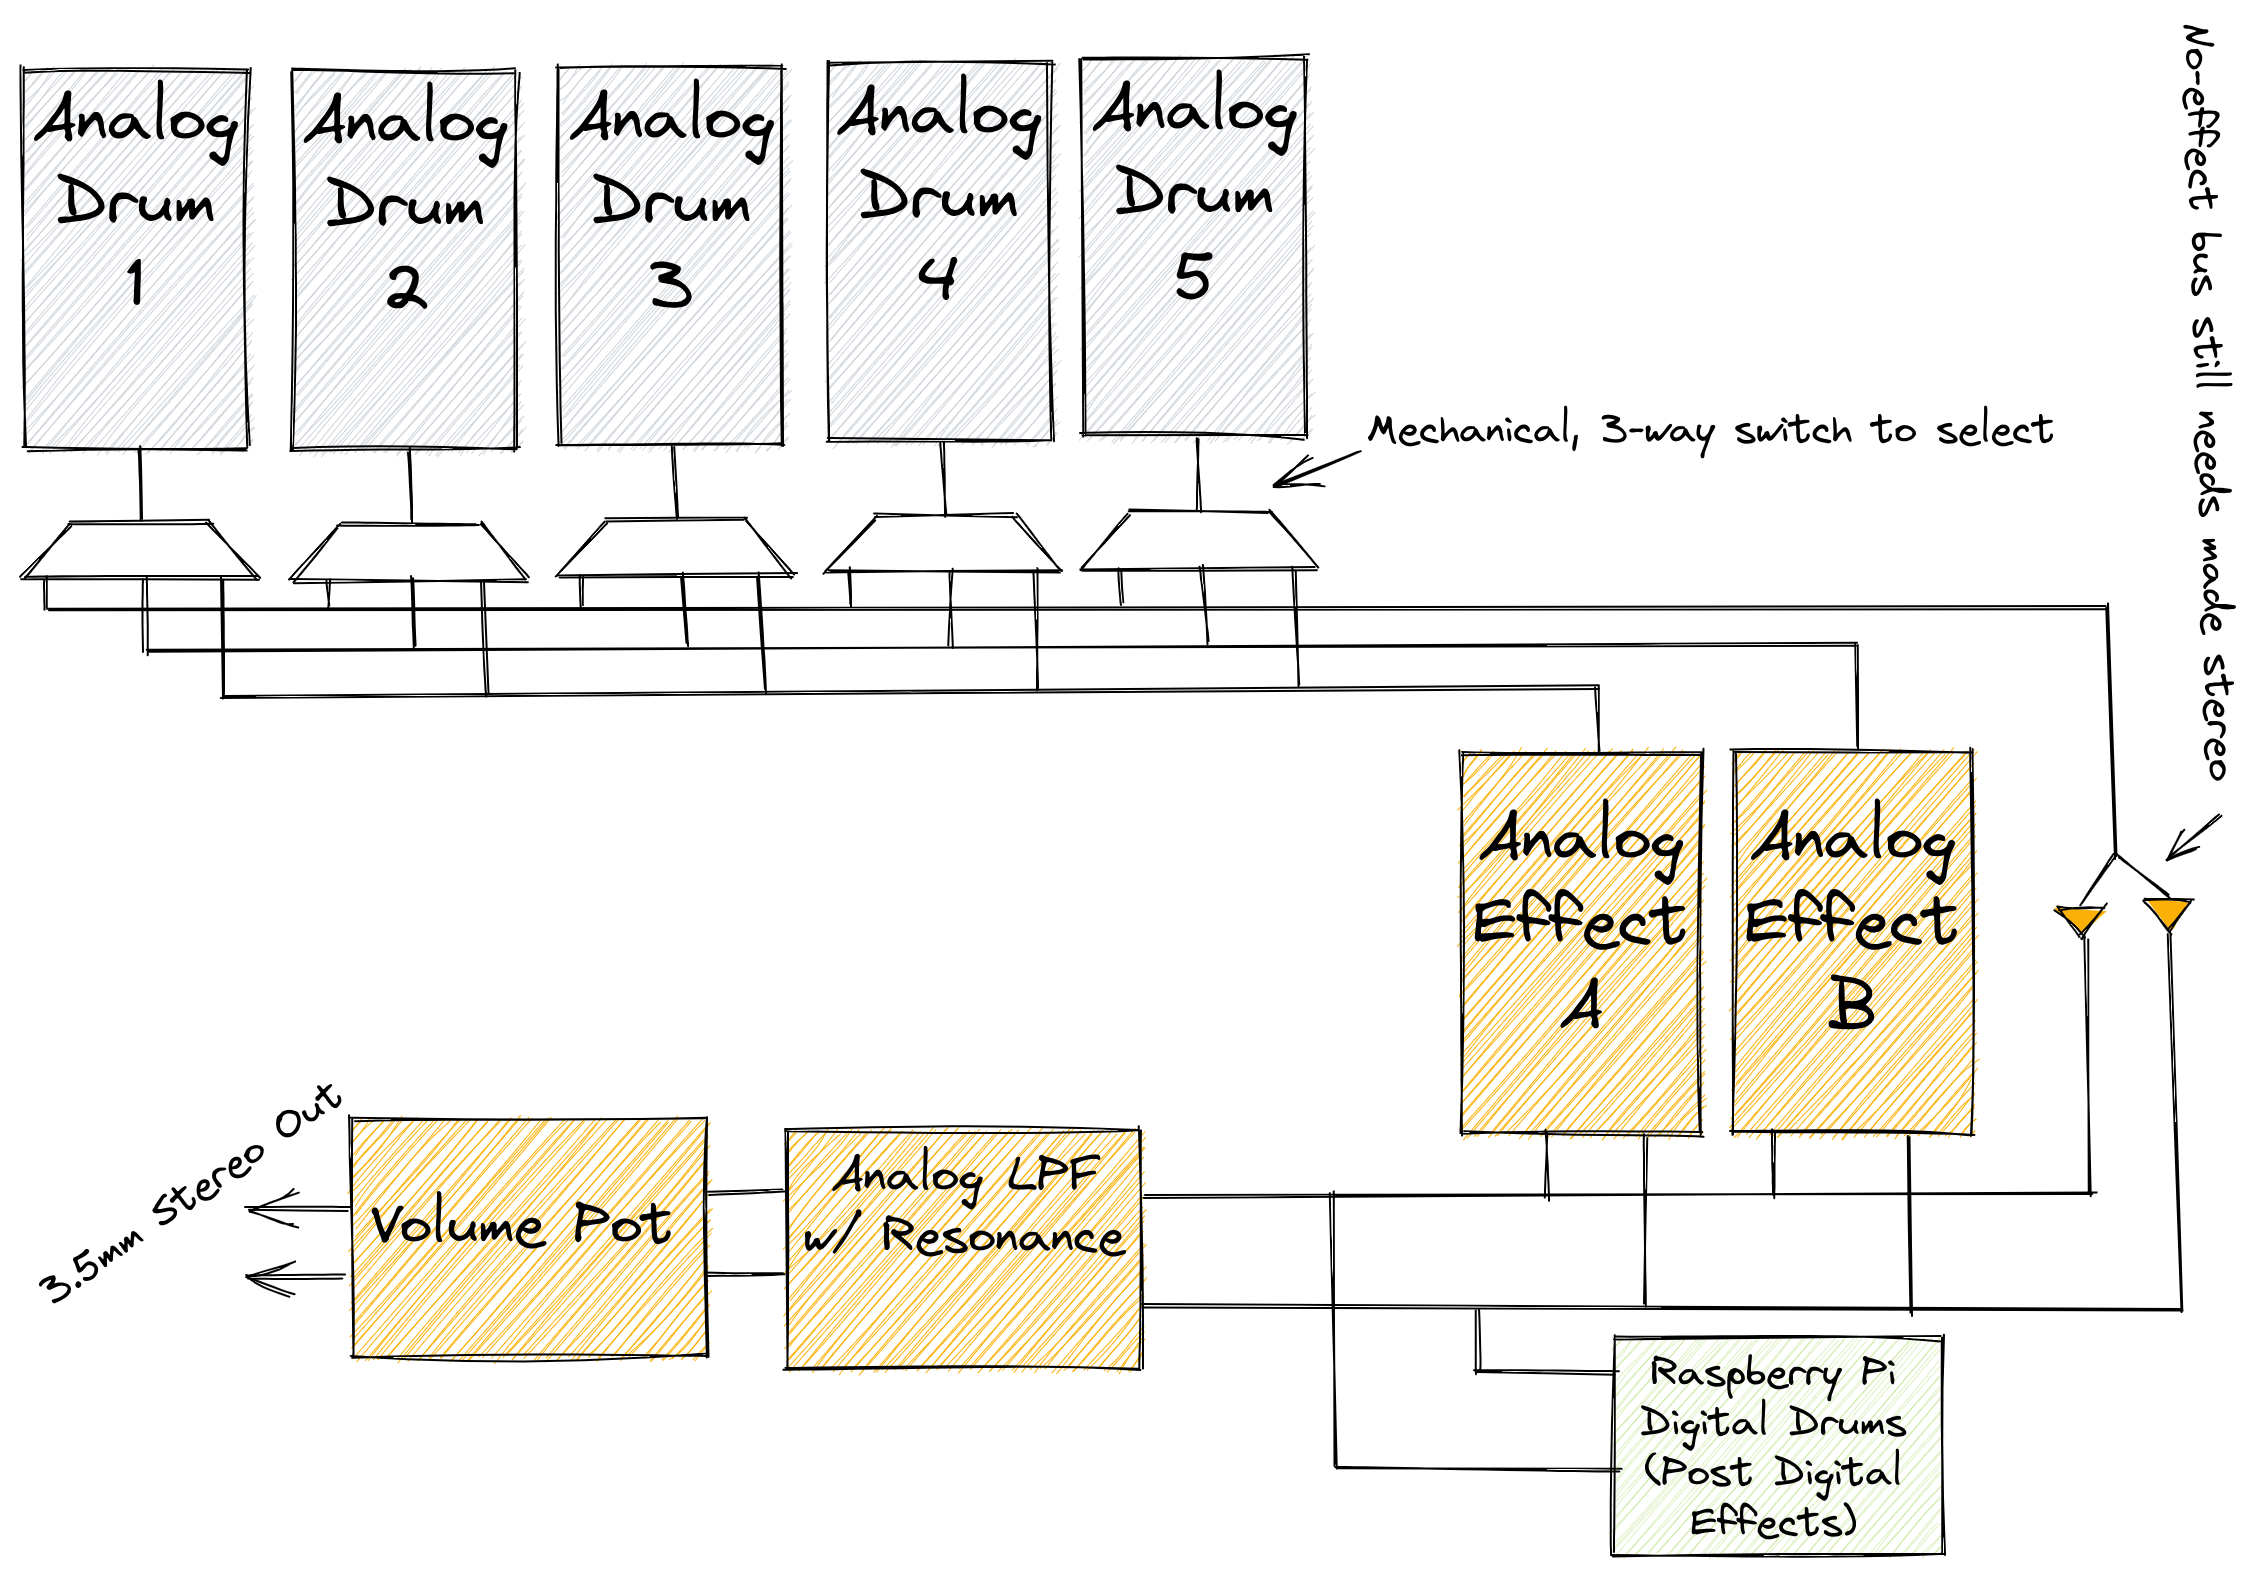 Analog
Drum
1
Analog
Drum
2
Analog
Drum
3
Analog
Drum
4
Analog
Drum
5
No-effect bus still needs made stereo
Mechanical, 3-way switch to select
Analog
Effect
A
Analog
Effect
B
3.5mm Stereo Out
Volume Pot
Analog LPF
w/ Resonance
Raspberry Pi
Digital Drums
(Post Digital
Effects)